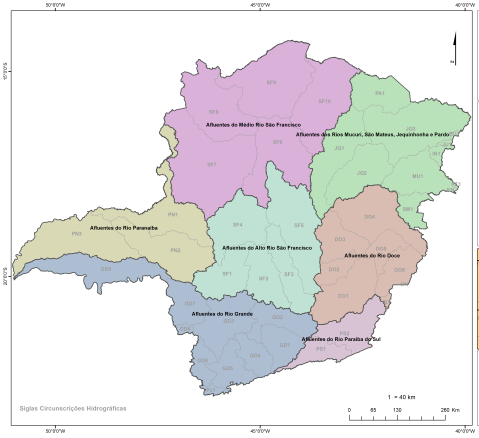 50°0'0"W
45°0'0"W
40°0'0"W
15°0'0"S
SF9
SF10
SF8
PA1
Afluentes do Médio Rio São Francisco
Afluentes dos Rios Mucuri, São Mateus, Jequinhonha e Pardo
JQ3
SF6
JQ1
SF7
JQ2
MU1
PN1
SM1
DO4
SF4
SF5
PN3
Afluentes do Rio Paranaíba
DO3
PN2
Afluentes do Alto Rio São Francisco
DO5
Afluentes do Rio Doce
20°0'0"S
GD8
SF1
SF2
SF3
DO2
DO6
DO1
GD7
Afluentes do Rio Grande
GD3
GD2
PS2
Afluentes do Rio Paraíba do Sul
GD1
PS1
GD4
GD6
GD5
1 = 40 km
Siglas Circunscrições Hidrográficas
0 65 130 260 Km
50°0'0"W
45°0'0"W
40°0'0"W